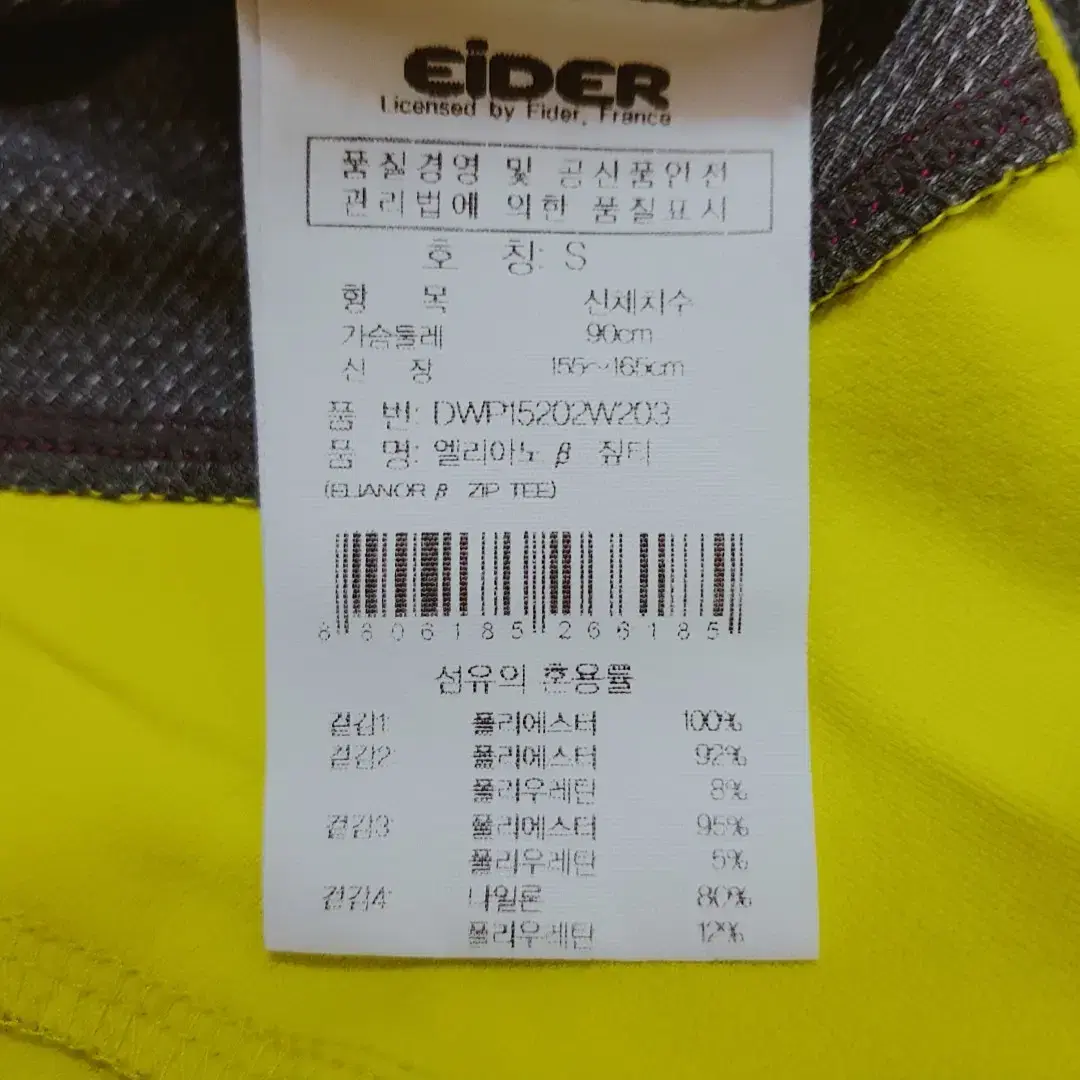 EiDER
Licensed by Eider, France
품질경영 및 공산품안전
관리법에 의한 품질표시
호 칭: S
항 목 신체치수
가슴둘레 90cm
신 장 155~165cm
품 번: DWP15202W203
품 명: 엘리아노 β 짚티
(ELIANOR β ZIP TEE)
8 806185 266185
섬유의 혼용률
겉감1: 폴리에스터 100%
겉감2: 폴리에스터 92%
폴리우레탄 8%
겉감3: 폴리에스터 95%
폴리우레탄 5%
겉감4: 나일론 80%
폴리우레탄 12%